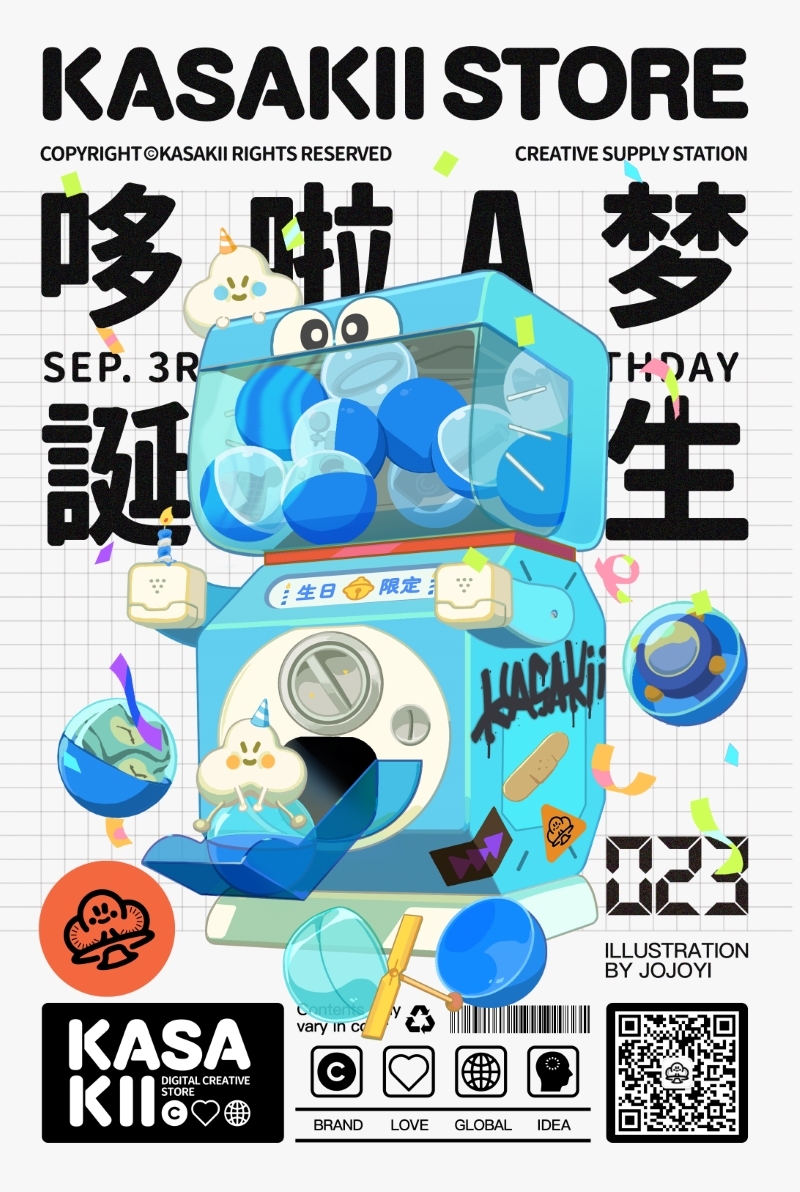 KASAKII STORE
COPYRIGHT©KASAKII RIGHTS RESERVED
CREATIVE SUPPLY STATION
哆啦A梦
SEP. 3R
THDAY
誕
生
生日 限定
KASAKii
023
ILLUSTRATION
BY JOJOYI
vary in co
KASA
KII
DIGITAL CREATIVE
STORE
BRAND LOVE GLOBAL IDEA